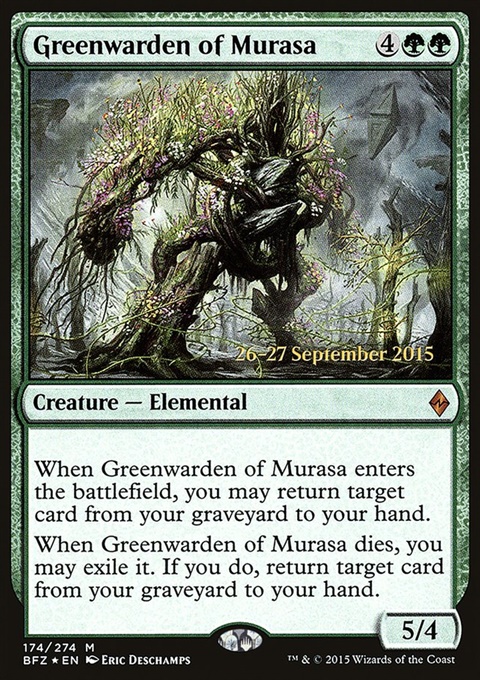 Greenwarden of Murasa 4
26–27 September 2015
Creature — Elemental
When Greenwarden of Murasa enters
the battlefield, you may return target
card from your graveyard to your hand.
When Greenwarden of Murasa dies, you
may exile it. If you do, return target card
from your graveyard to your hand.
5/4
174/274 M
BFZ ★ EN Eric Deschamps
™ & © 2015 Wizards of the Coast